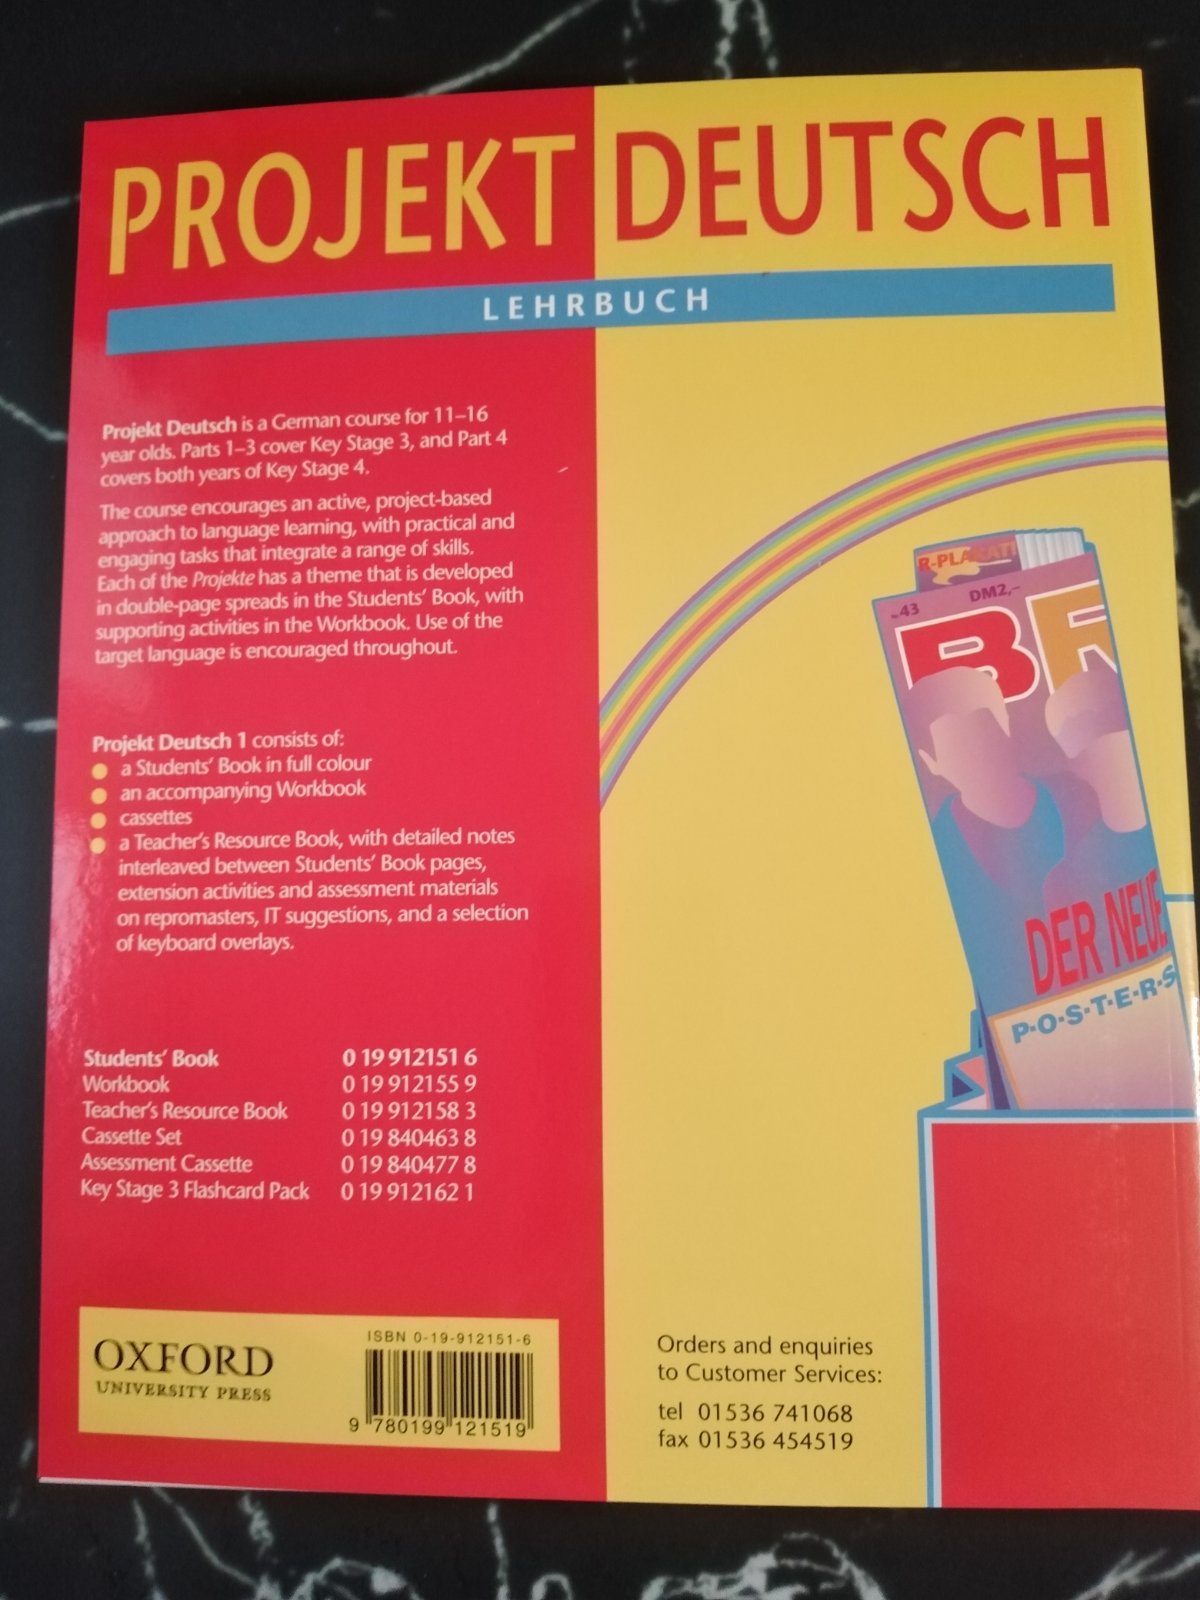 PROJEKT DEUTSCH
LEHRBUCH
Projekt Deutsch is a German course for 11–16
year olds. Parts 1–3 cover Key Stage 3, and Part 4
covers both years of Key Stage 4.
The course encourages an active, project-based
approach to language learning, with practical and
engaging tasks that integrate a range of skills.
Each of the Projekte has a theme that is developed
in double-page spreads in the Students' Book, with
supporting activities in the Workbook. Use of the
target language is encouraged throughout.
Projekt Deutsch 1 consists of:
a Students' Book in full colour
an accompanying Workbook
cassettes
a Teacher's Resource Book, with detailed notes
interleaved between Students' Book pages,
extension activities and assessment materials
on repromasters, IT suggestions, and a selection
of keyboard overlays.
Students' Book 0 19 912151 6
Workbook 0 19 912155 9
Teacher's Resource Book 0 19 912158 3
Cassette Set 0 19 840463 8
Assessment Cassette 0 19 840477 8
Key Stage 3 Flashcard Pack 0 19 912162 1
OXFORD
UNIVERSITY PRESS
ISBN 0-19-912151-6
9 780199 121519
R-PLAKAT!
43 DM2,-
BR
DER NEUE
P·O·S·T·E·R·S
Orders and enquiries
to Customer Services:
tel 01536 741068
fax 01536 454519